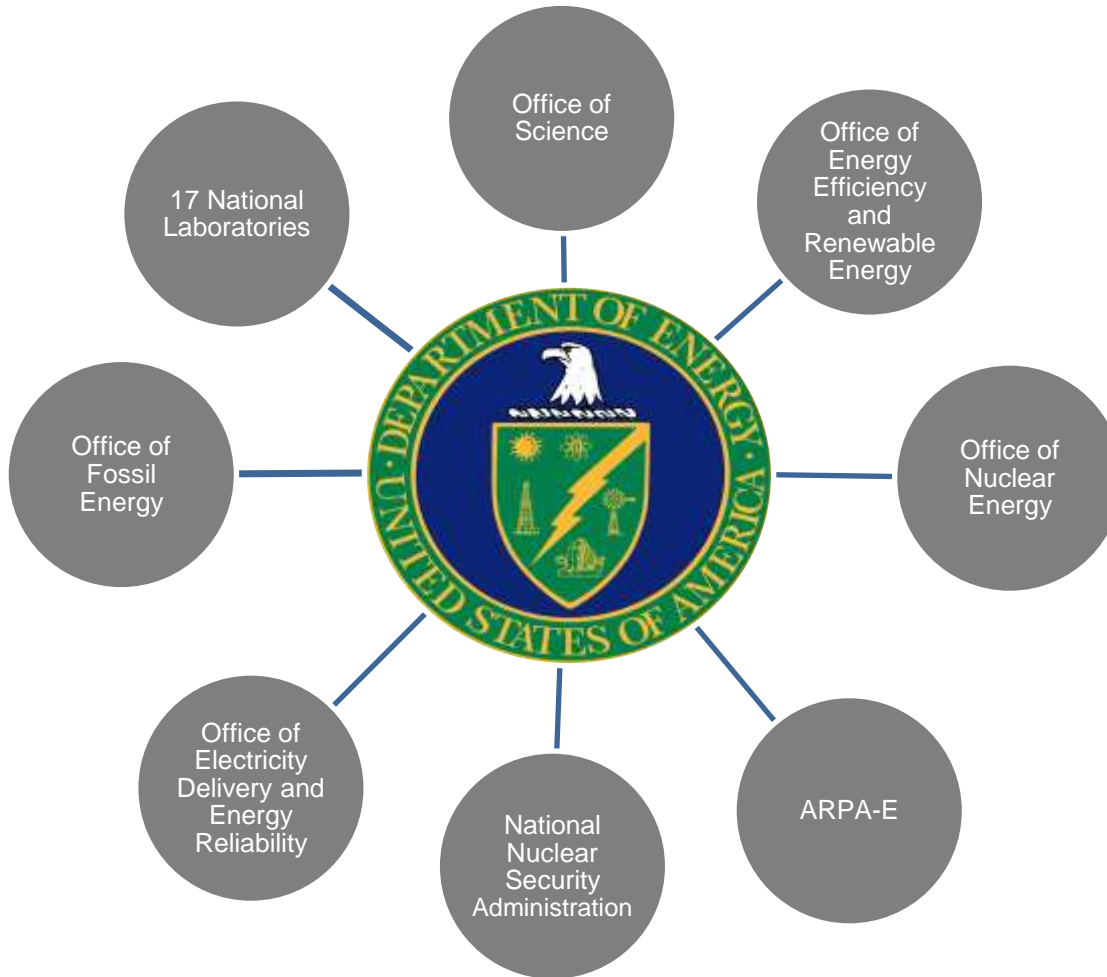 Office of
Science
Office of
Energy
Efficiency
and
Renewable
Energy
17 National
Laboratories
DEPARTMENT OF ENERGY
UNITED STATES OF AMERICA
Office of
Fossil
Energy
Office of
Nuclear
Energy
Office of
Electricity
Delivery and
Energy
Reliability
National
Nuclear
Security
Administration
ARPA-E